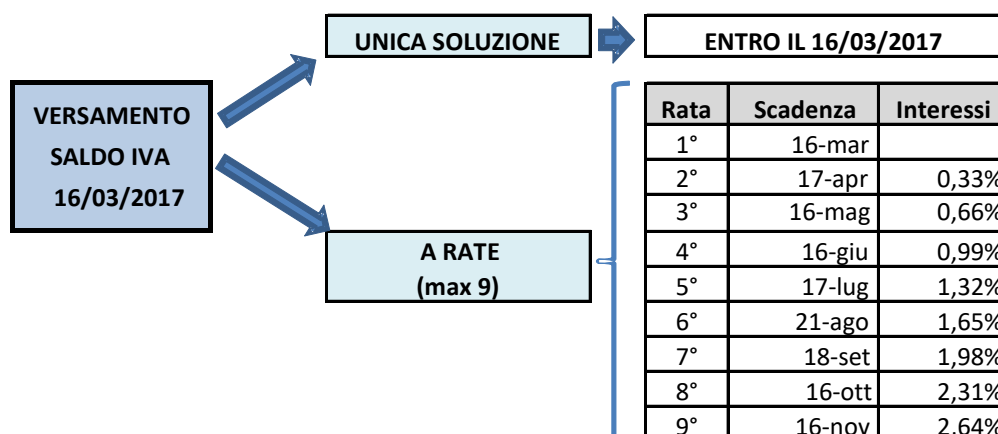 UNICA SOLUZIONE
ENTRO IL 16/03/2017
VERSAMENTO
SALDO IVA
16/03/2017
A RATE
(max 9)
Rata Scadenza Interessi
1° 16-mar
2° 17-apr 0,33%
3° 16-mag 0,66%
4° 16-giu 0,99%
5° 17-lug 1,32%
6° 21-ago 1,65%
7° 18-set 1,98%
8° 16-ott 2,31%
9° 16-nov 2,64%